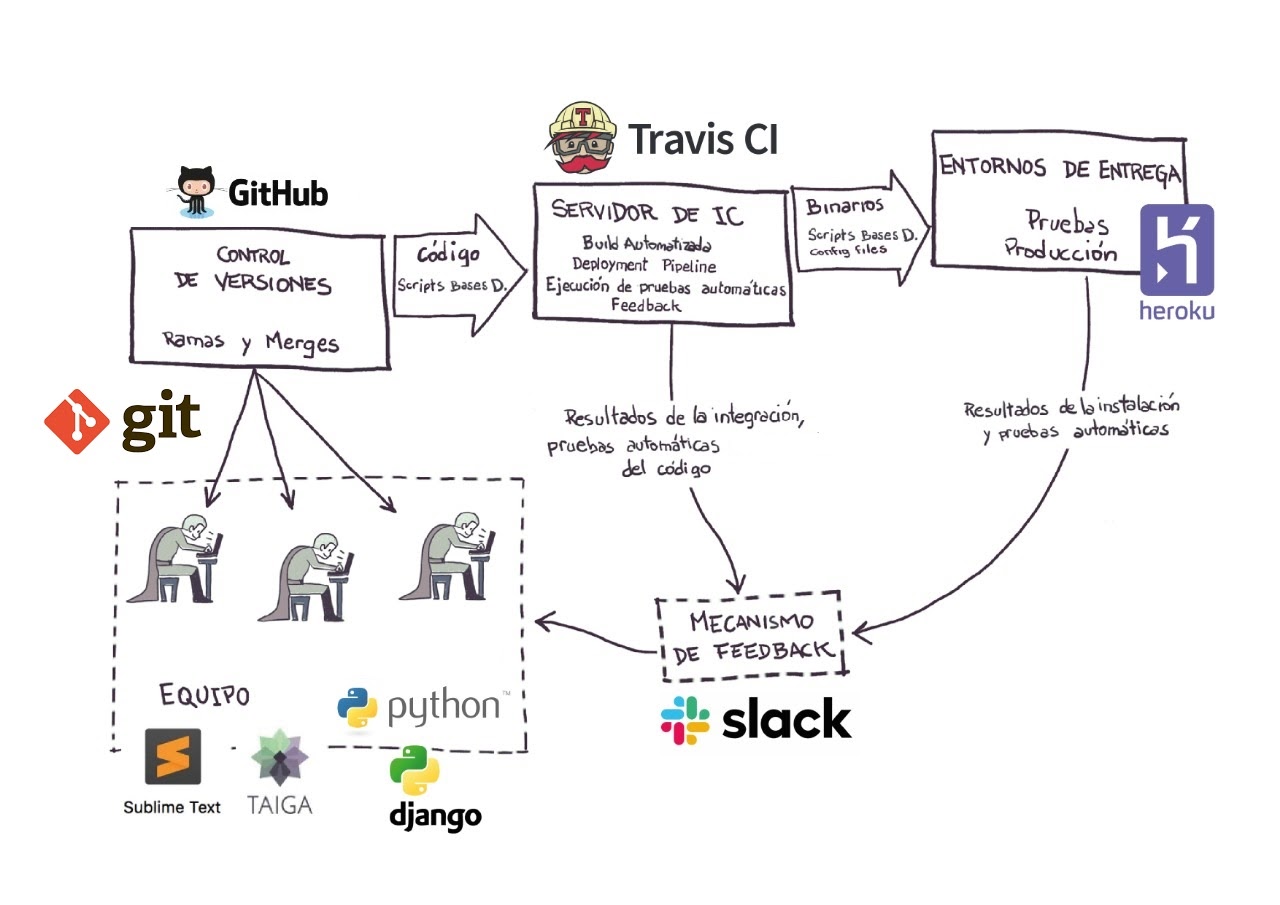 Travis CI
GitHub
CONTROL
DE VERSIONES
Ramas y Merges
Código
Scripts Bases D.
SERVIDOR DE IC
Build Automatizada
Deployment Pipeline
Ejecución de pruebas automáticas
Feedback
Binarios
Scripts Bases D.
Config files
ENTORNOS DE ENTREGA
Pruebas
Producción
heroku
git
Resultados de la integración,
pruebas automáticas
del código
Resultados de la instalación
y pruebas automáticas
MECANISMO
DE FEEDBACK
slack
EQUIPO
python™
Sublime Text
TAIGA
django